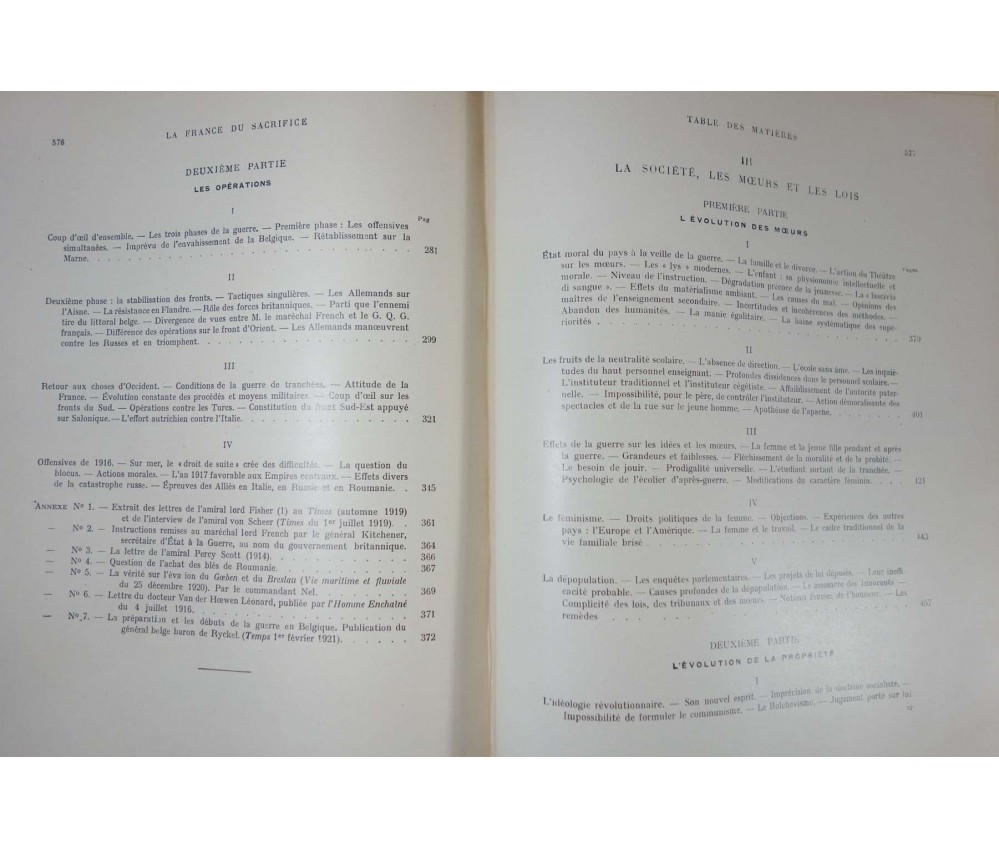 576
LA FRANCE DU SACRIFICE
DEUXIÈME PARTIE
LES OPÉRATIONS
I
Pag
Coup d'œil d'ensemble. — Les trois phases de la guerre. — Première phase : Les offensives
simultanées. — Imprévu de l'envahissement de la Belgique. — Rétablissement sur la
Marne. 281
II
Deuxième phase : la stabilisation des fronts. — Tactiques singulières. — Les Allemands sur
l'Aisne. — La résistance en Flandre. — Rôle des forces britanniques. — Parti que l'ennemi
tire du littoral belge. — Divergence de vues entre M. le maréchal French et le G. Q. G.
français. — Différence des opérations sur le front d'Orient. — Les Allemands manœuvrent
contre les Russes et en triomphent. 299
III
Retour aux choses d'Occident. — Conditions de la guerre de tranchées. — Attitude de la
France. — Évolution constante des procédés et moyens militaires. — Coup d'œil sur les
fronts du Sud. — Opérations contre les Turcs. — Constitution du front Sud-Est appuyé
sur Salonique. — L'effort autrichien contre l'Italie. 321
IV
Offensives de 1916. — Sur mer, le « droit de suite » crée des difficultés. — La question du
blocus. — Actions morales. — L'an 1917 favorable aux Empires centraux. — Effets divers
de la catastrophe russe. — Épreuves des Alliés en Italie, en Russie et en Roumanie. . 345
ANNEXE No 1. — Extrait des lettres de l'amiral lord Fisher (1) au Times (automne 1919)
et de l'interview de l'amiral von Scheer (Times du 1er juillet 1919). . 361
— No 2. — Instructions remises au maréchal lord French par le général Kitchener,
secrétaire d'État à la Guerre, au nom du gouvernement britannique. 364
— No 3. — La lettre de l'amiral Percy Scott (1914). 366
— No 4. — Question de l'achat des blés de Roumanie. 367
— No 5. — La vérité sur l'éva ion du Gœben et du Breslau (Vie maritime et fluviale
du 25 décembre 1920). Par le commandant Nel. 369
— No 6. — Lettre du docteur Van der Hœwen Léonard, publiée par l'Homme Enchaîné
du 4 juillet 1916. 371
— No 7. — La préparation et les débuts de la guerre en Belgique. Publication du
général belge baron de Ryckel. (Temps 1er février 1921). 372
TABLE DES MATIÈRES
577
III
LA SOCIÉTÉ, LES MŒURS ET LES LOIS
PREMIÈRE PARTIE
L'ÉVOLUTION DES MŒURS
I
Pages
État moral du pays à la veille de la guerre. — La famille et le divorce. — L'action du Théâtre
sur les mœurs. — Les « lys » modernes. — L'enfant : sa physionomie intellectuelle et
morale. — Niveau de l'instruction. — Dégradation précoce de la jeunesse. — La « lascivia
di sangue ». — Effets du matérialisme ambiant. — Les causes du mal. — Opinions des
maîtres de l'enseignement secondaire. — Incertitudes et incohérences des méthodes. —
Abandon des humanités. — La manie égalitaire. — La haine systématique des supé-
riorités 379
II
Les fruits de la neutralité scolaire. — L'absence de direction. — L'école sans âme. — Les inquié-
tudes du haut personnel enseignant. — Profondes dissidences dans le personnel scolaire. —
L'instituteur traditionnel et l'instituteur cégétiste. — Affaiblissement de l'autorité pater-
nelle. — Impossibilité, pour le père, de contrôler l'instituteur. — Action démoralisante des
spectacles et de la rue sur le jeune homme. — Apothéose de l'apache. 401
III
Effets de la guerre sur les idées et les mœurs. — La femme et la jeune fille pendant et après
la guerre. — Grandeurs et faiblesses. — Fléchissement de la moralité et de la probité. —
Le besoin de jouir. — Prodigalité universelle. — L'étudiant sortant de la tranchée. —
Psychologie de l'écolier d'après-guerre. — Modifications du caractère féminin. 421
IV
Le féminisme. — Droits politiques de la femme. — Objections. — Expériences des autres
pays : l'Europe et l'Amérique. — La femme et le travail. — Le cadre traditionnel de la
vie familiale brisé 443
V
La dépopulation. — Les enquêtes parlementaires. — Les projets de loi déposés. — Leur ineffi
cacité probable. — Causes profondes de la dépopulation. — Le massacre des Innocents —
Complicité des lois, des tribunaux et des mœurs. — Notions fausses de l'honneur. — Les
remèdes 457
DEUXIÈME PARTIE
L'ÉVOLUTION DE LA PROPRIÉTÉ
I
L'idéologie révolutionnaire. — Son nouvel esprit. — Imprécision de la doctrine socialiste. —
Impossibilité de formuler le communisme. — Le Bolchevisme. — Jugement porté sur lui